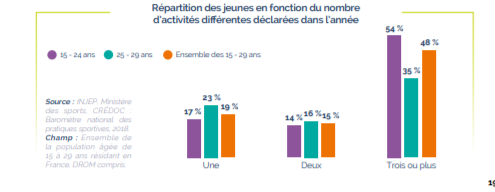 Répartition des jeunes en fonction du nombre
d'activités différentes déclarées dans l'année
15 - 24 ans
25 - 29 ans
Ensemble des 15 - 29 ans
54 %
48 %
35 %
23 %
17 %
19 %
14 %
16 %
15 %
Source : INJEP, Ministère
des sports, CRÉDOC
Baromètre national des
pratiques sportives, 2018.
Champ : Ensemble de
la population âgée de
15 à 29 ans résidant en
France, DROM compris.
Une
Deux
Trois ou plus
19